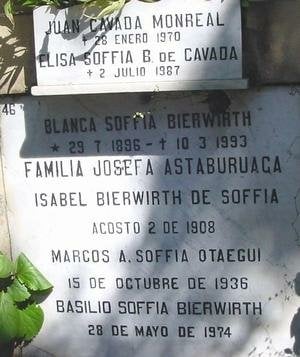 JUAN CAVADA MONREAL
† 28 ENERO 1970
ELISA SOFFIA B. DE CAVADA
† 2 JULIO 1987
46
BLANCA SOFFIA BIERWIRTH
★ 29 7 1896 - † 10 3 1993
FAMILIA JOSEFA ASTABURUAGA
ISABEL BIERWIRTH DE SOFFIA
AGOSTO 2 DE 1908
MARCOS A. SOFFIA OTAEGUI
15 DE OCTUBRE DE 1936
BASILIO SOFFIA BIERWIRTH
28 DE MAYO DE 1974